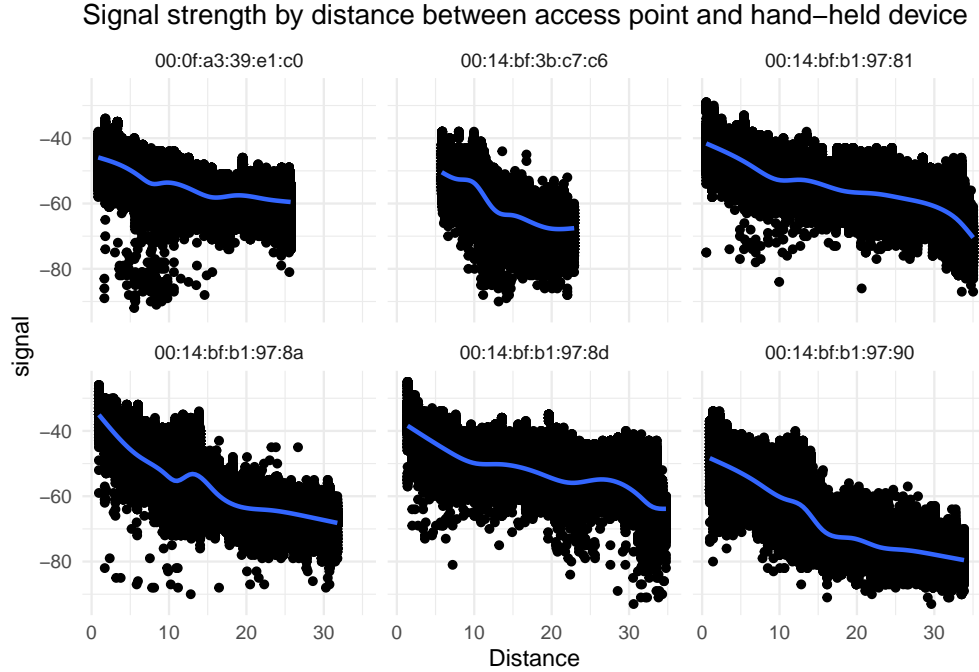 Signal strength by distance between access point and hand−held device
00:0f:a3:39:e1:c0
00:14:bf:3b:c7:c6
00:14:bf:b1:97:81
−40
−60
−80
signal
00:14:bf:b1:97:8a
00:14:bf:b1:97:8d
00:14:bf:b1:97:90
−40
−60
−80
0 10 20 30
0 10 20 30
0 10 20 30
Distance